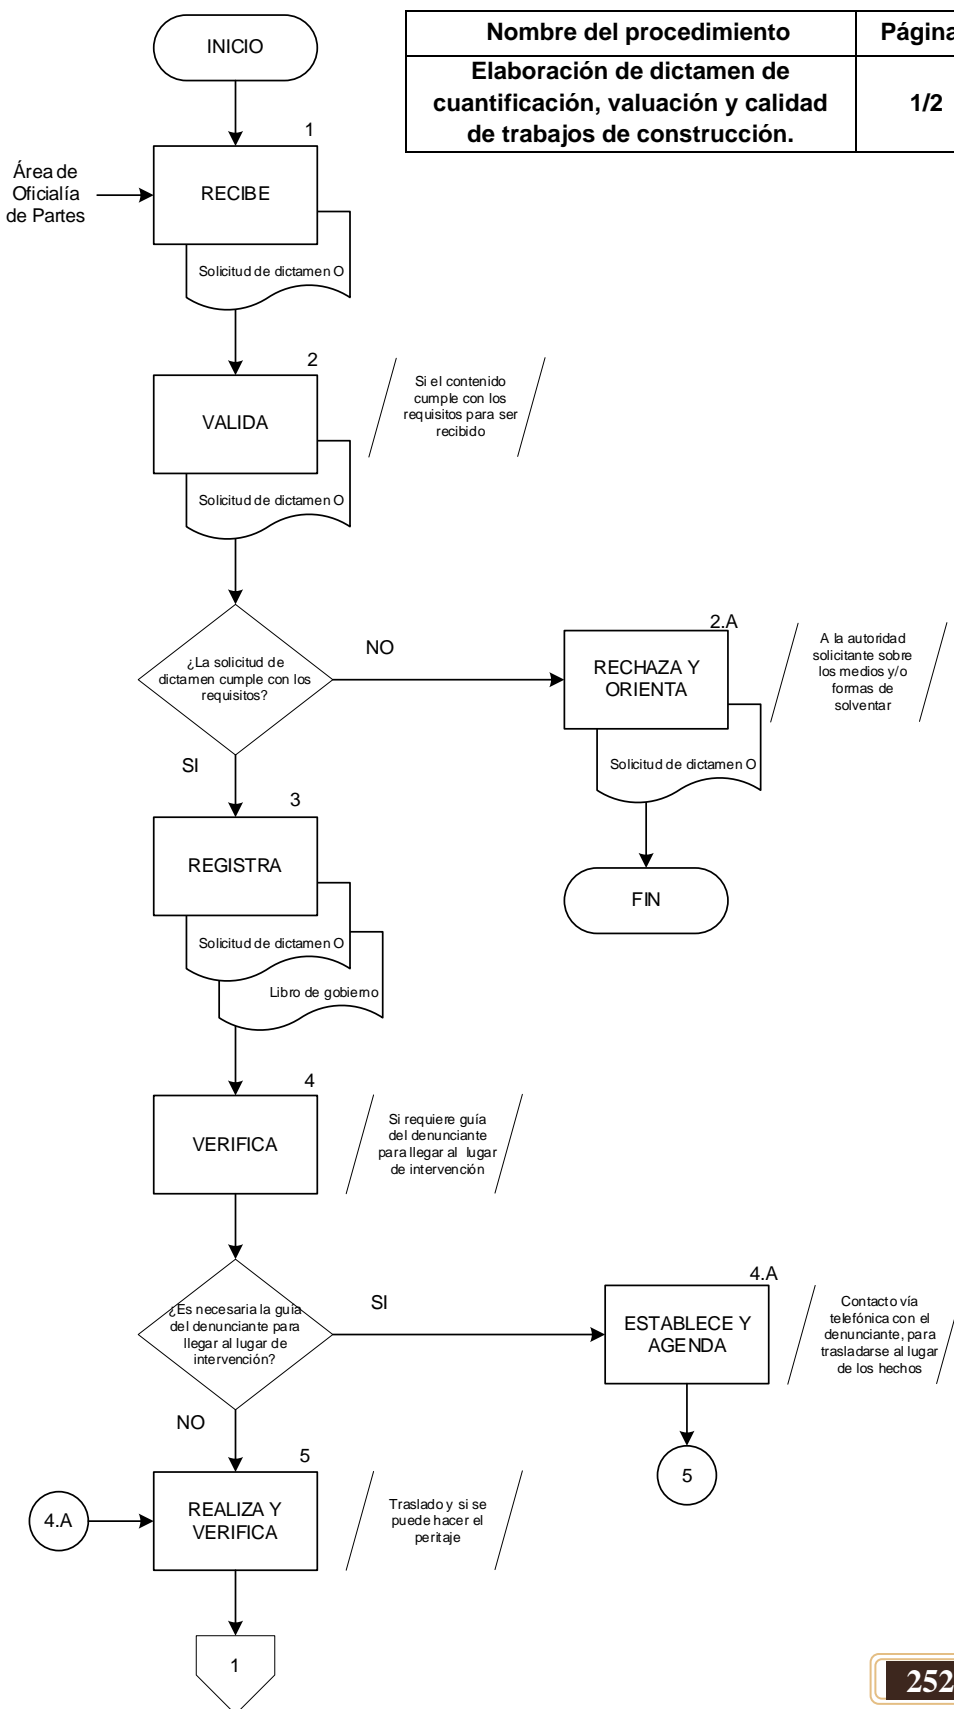 INICIO
Nombre del procedimiento
Página
Elaboración de dictamen de
cuantificación, valuación y calidad
de trabajos de construcción.
1/2
1
Área de
Oficialía
de Partes
RECIBE
Solicitud de dictamen O
2
VALIDA
Si el contenido
cumple con los
requisitos para ser
recibido
Solicitud de dictamen O
¿La solicitud de
dictamen cumple con los
requisitos?
NO
2.A
RECHAZA Y
ORIENTA
A la autoridad
solicitante sobre
los medios y/o
formas de
solventar
Solicitud de dictamen O
FIN
SI
3
REGISTRA
Solicitud de dictamen O
Libro de gobierno
4
VERIFICA
Si requiere guía
del denunciante
para llegar al lugar
de intervención
¿Es necesaria la guía
del denunciante para
llegar al lugar de
intervención?
SI
4.A
ESTABLECE Y
AGENDA
Contacto vía
telefónica con el
denunciante, para
trasladarse al lugar
de los hechos
5
NO
5
4.A
REALIZA Y
VERIFICA
Traslado y si se
puede hacer el
peritaje
1
252